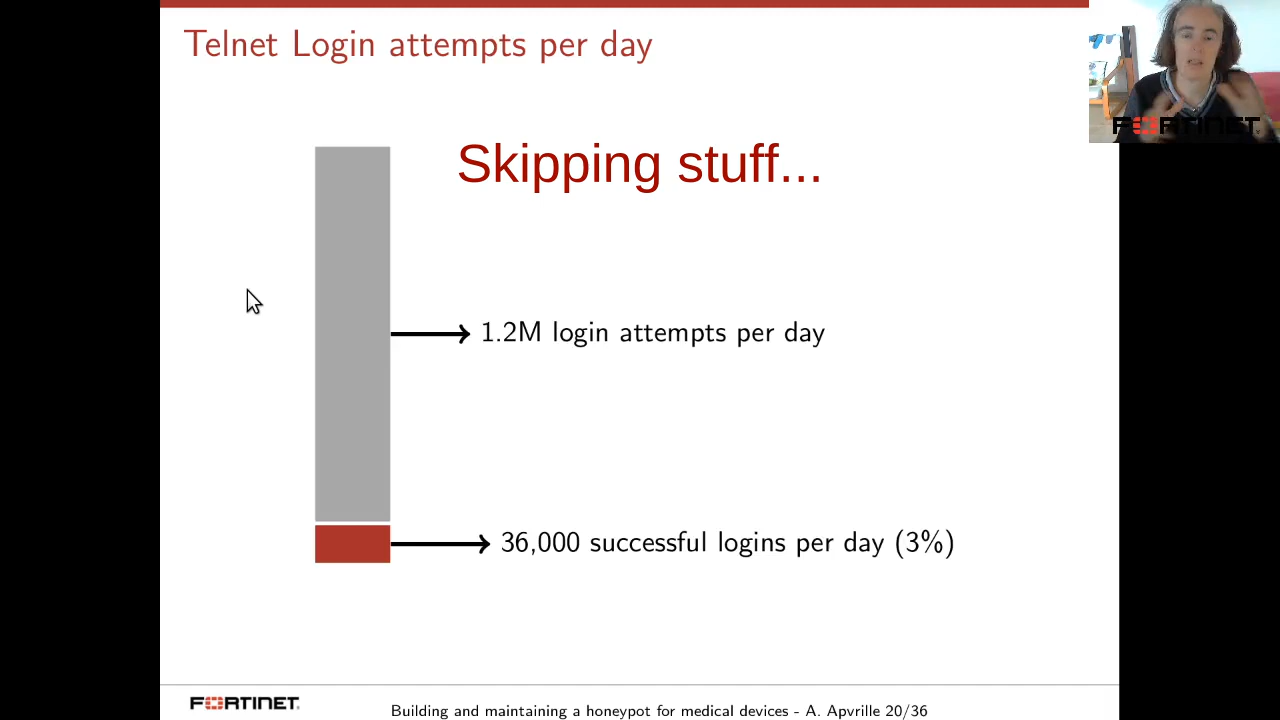 Telnet Login attempts per day
FORTINET
Skipping stuff...
1.2M login attempts per day
36,000 successful logins per day (3%)
FORTINET
Building and maintaining a honeypot for medical devices - A. Apvrille 20/36